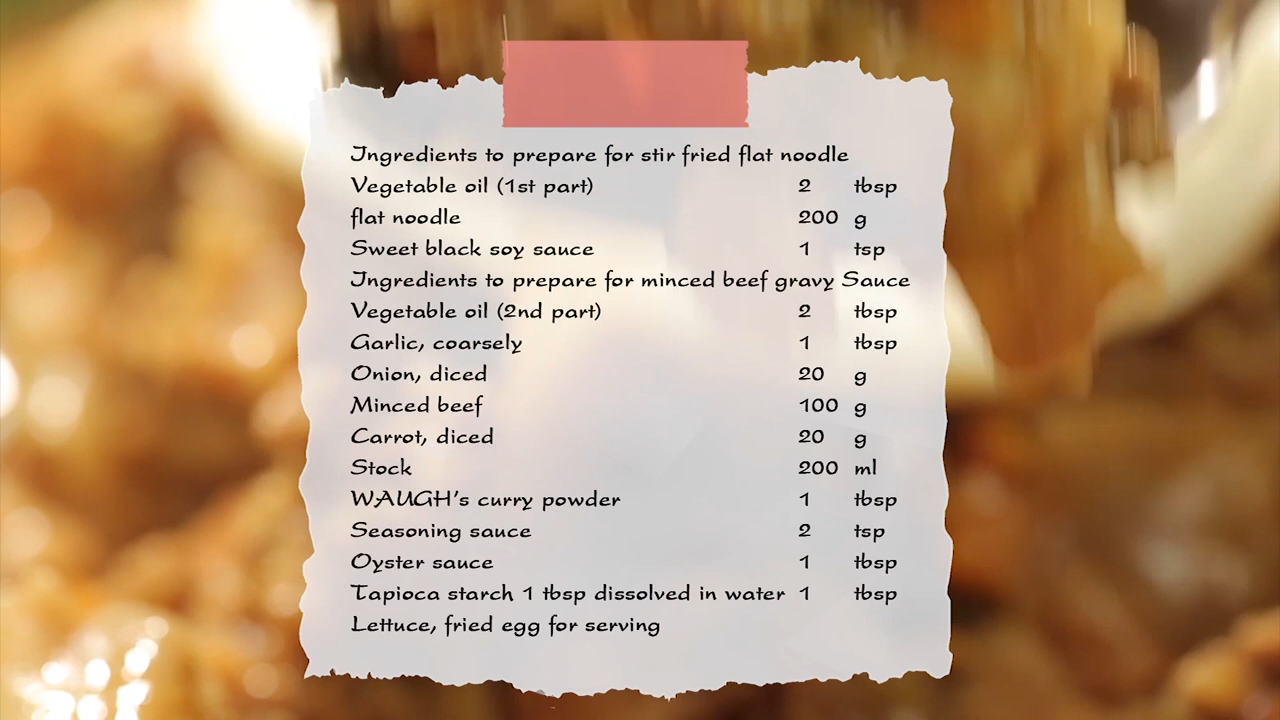 Ingredients to prepare for stir fried flat noodle
Vegetable oil (1st part) 2 tbsp
flat noodle 200 g
Sweet black soy sauce 1 tsp
Ingredients to prepare for minced beef gravy Sauce
Vegetable oil (2nd part) 2 tbsp
Garlic, coarsely 1 tbsp
Onion, diced 20 g
Minced beef 100 g
Carrot, diced 20 g
Stock 200 ml
WAUGH's curry powder 1 tbsp
Seasoning sauce 2 tsp
Oyster sauce 1 tbsp
Tapioca starch 1 tbsp dissolved in water 1 tbsp
Lettuce, fried egg for serving